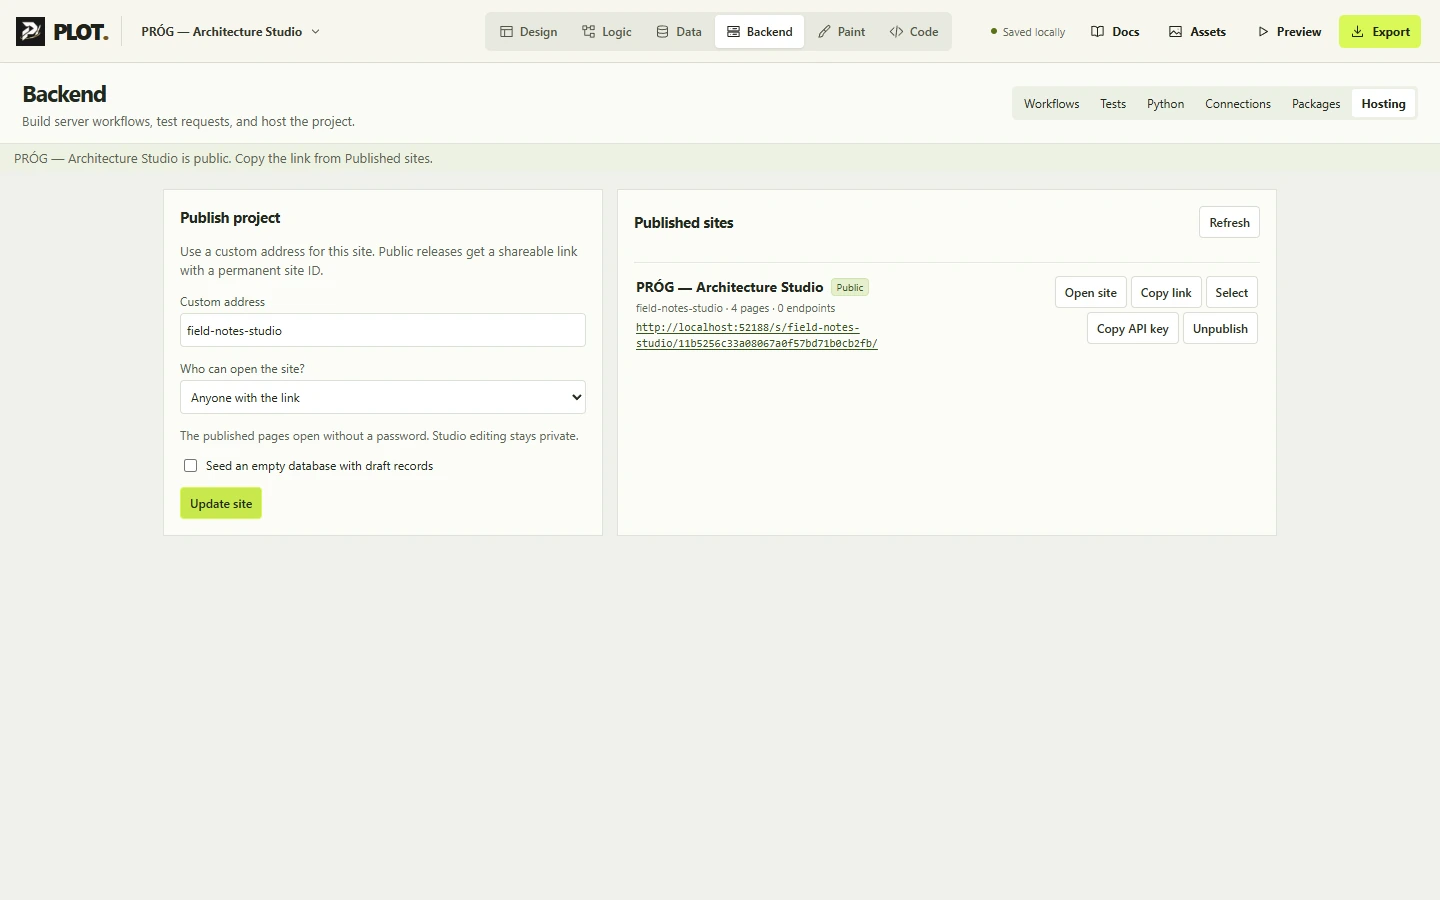 PLOT.
PRÓG — Architecture Studio
Design
Logic
Data
Backend
Paint
Code
Saved locally
Docs
Assets
Preview
Export
Backend
Build server workflows, test requests, and host the project.
Workflows
Tests
Python
Connections
Packages
Hosting
PRÓG — Architecture Studio is public. Copy the link from Published sites.
Publish project
Use a custom address for this site. Public releases get a shareable link
with a permanent site ID.
Custom address
field-notes-studio
Who can open the site?
Anyone with the link
The published pages open without a password. Studio editing stays private.
Seed an empty database with draft records
Update site
Published sites
Refresh
PRÓG — Architecture Studio Public
field-notes-studio · 4 pages · 0 endpoints
http://localhost:52188/s/field-notes-
studio/11b5256c33a08067a0f57bd71b0cb2fb/
Open site
Copy link
Select
Copy API key
Unpublish